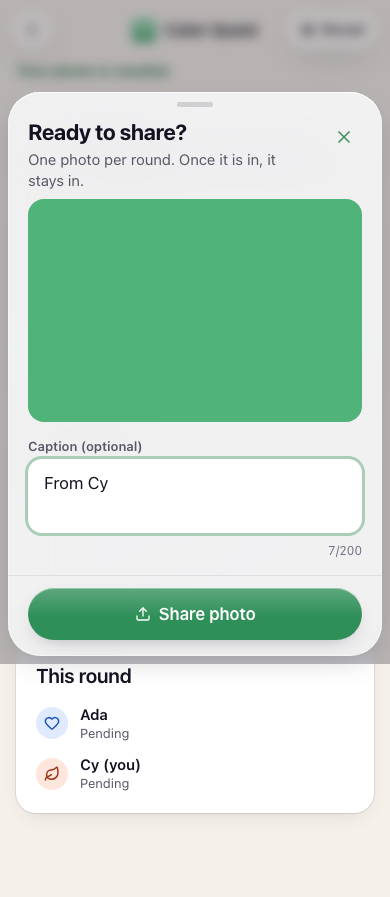 Ready to share?
One photo per round. Once it is in, it
stays in.
Caption (optional)
From Cy
7/200
Share photo
This round
Ada
Pending
Cy (you)
Pending